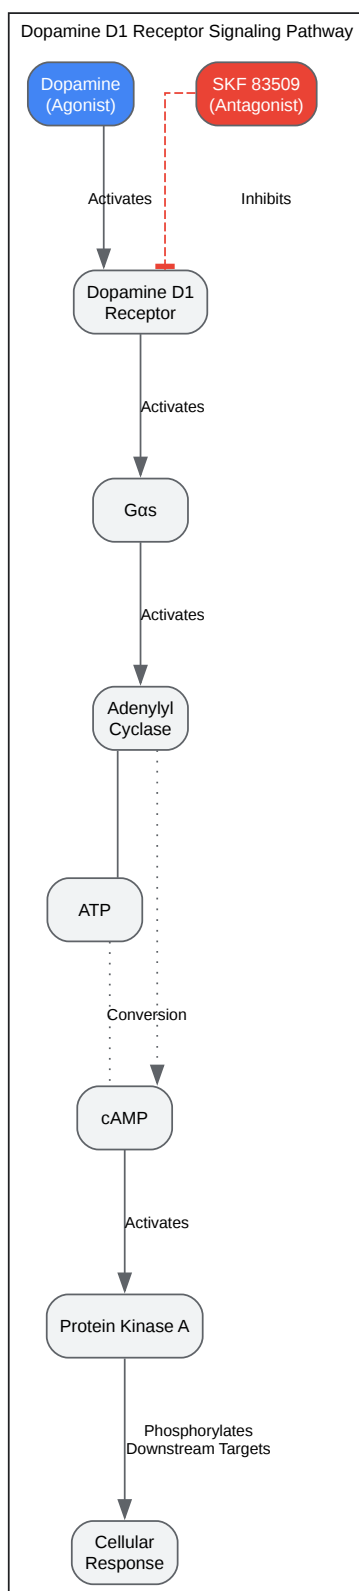 Dopamine D1 Receptor Signaling Pathway
Dopamine
(Agonist)
SKF 83509
(Antagonist)
Activates
Inhibits
Dopamine D1
Receptor
Activates
Gαs
Activates
Adenylyl
Cyclase
ATP
Conversion
cAMP
Activates
Protein Kinase A
Phosphorylates
Downstream Targets
Cellular
Response